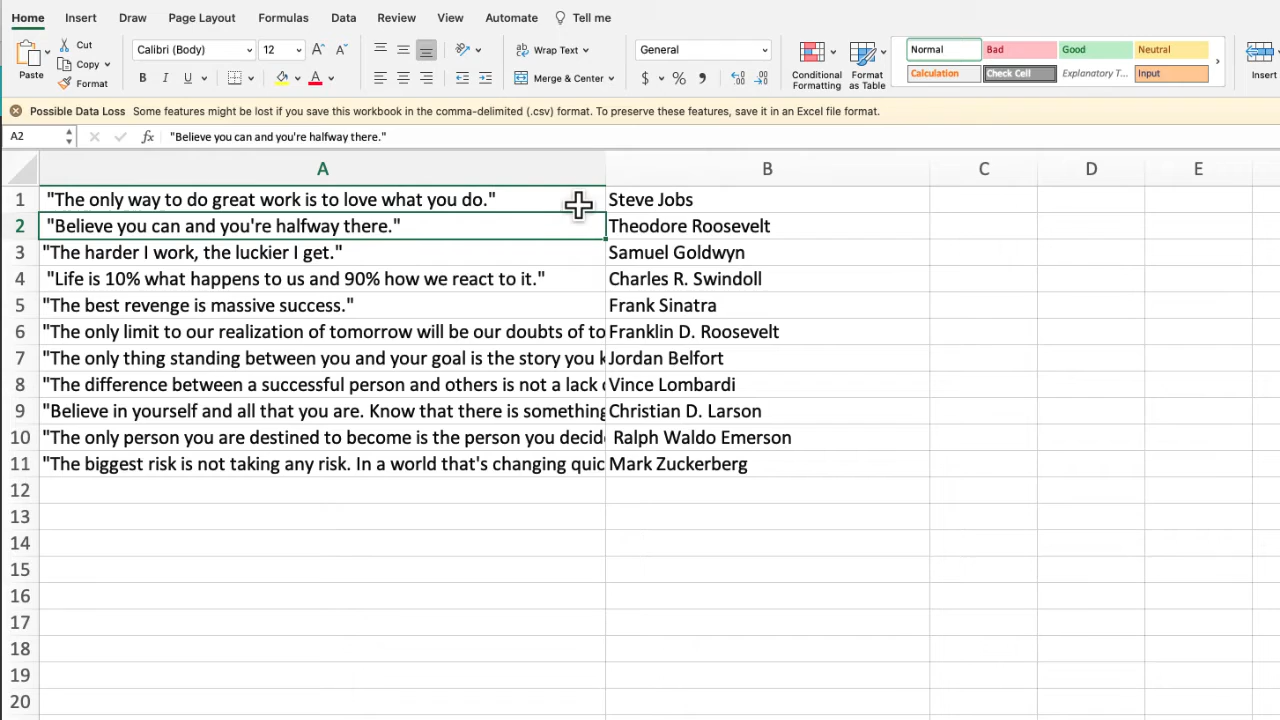 Home Insert Draw Page Layout Formulas Data Review View Automate Tell me
Paste
Cut
Copy
Format
Calibri (Body) 12 A A
B I U A
Wrap Text
Merge & Center
General
$ %
Conditional Formatting
Format as Table
Normal Bad Good Neutral
Calculation Check Cell Explanatory T... Input
Insert
Possible Data Loss Some features might be lost if you save this workbook in the comma-delimited (.csv) format. To preserve these features, save it in an Excel file format.
A2 fx "Believe you can and you're halfway there."
A B C D E
1 "The only way to do great work is to love what you do." Steve Jobs
2 "Believe you can and you're halfway there." Theodore Roosevelt
3 "The harder I work, the luckier I get." Samuel Goldwyn
4 "Life is 10% what happens to us and 90% how we react to it." Charles R. Swindoll
5 "The best revenge is massive success." Frank Sinatra
6 "The only limit to our realization of tomorrow will be our doubts of to Franklin D. Roosevelt
7 "The only thing standing between you and your goal is the story you k Jordan Belfort
8 "The difference between a successful person and others is not a lack Vince Lombardi
9 "Believe in yourself and all that you are. Know that there is something Christian D. Larson
10 "The only person you are destined to become is the person you decid Ralph Waldo Emerson
11 "The biggest risk is not taking any risk. In a world that's changing quic Mark Zuckerberg
12
13
14
15
16
17
18
19
20